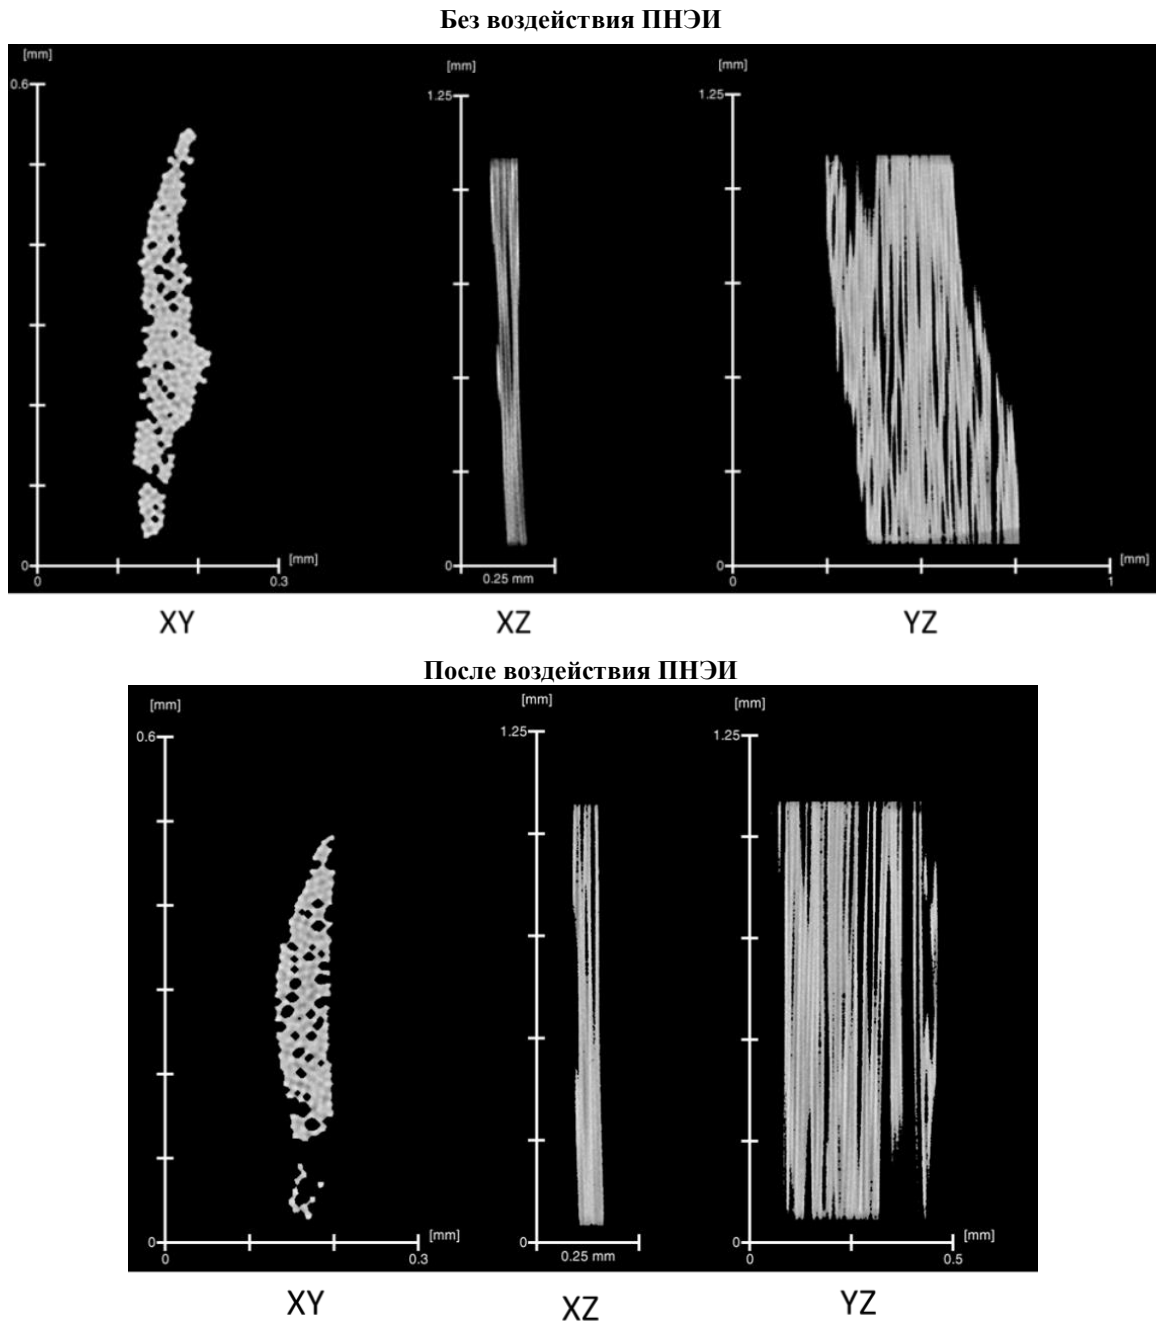 Без воздействия ПНЭИ
[mm] [mm] [mm]
0.6 1.25 1.25
0 0 0
[mm] [mm]
0 0.3 0.25 mm 0 1
XY XZ YZ
После воздействия ПНЭИ
[mm] [mm] [mm]
0.6 1.25 1.25
0 0 0
[mm] [mm]
0 0.3 0.25 mm 0 0.5
XY XZ YZ